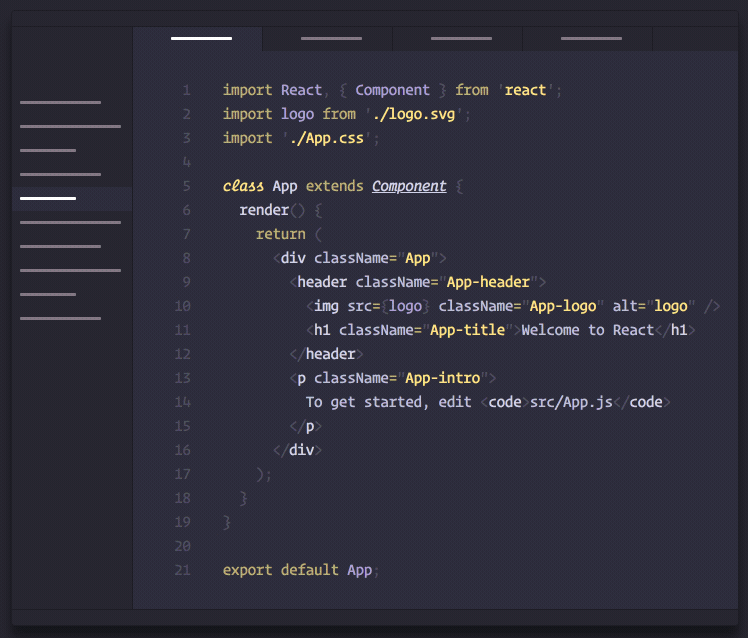 1 import React, { Component } from 'react';
2 import logo from './logo.svg';
3 import './App.css';
4
5 class App extends Component {
6   render() {
7     return (
8       <div className="App">
9         <header className="App-header">
10           <img src={logo} className="App-logo" alt="logo" />
11           <h1 className="App-title">Welcome to React</h1>
12         </header>
13         <p className="App-intro">
14           To get started, edit <code>src/App.js</code>
15         </p>
16       </div>
17     );
18   }
19 }
20
21 export default App;